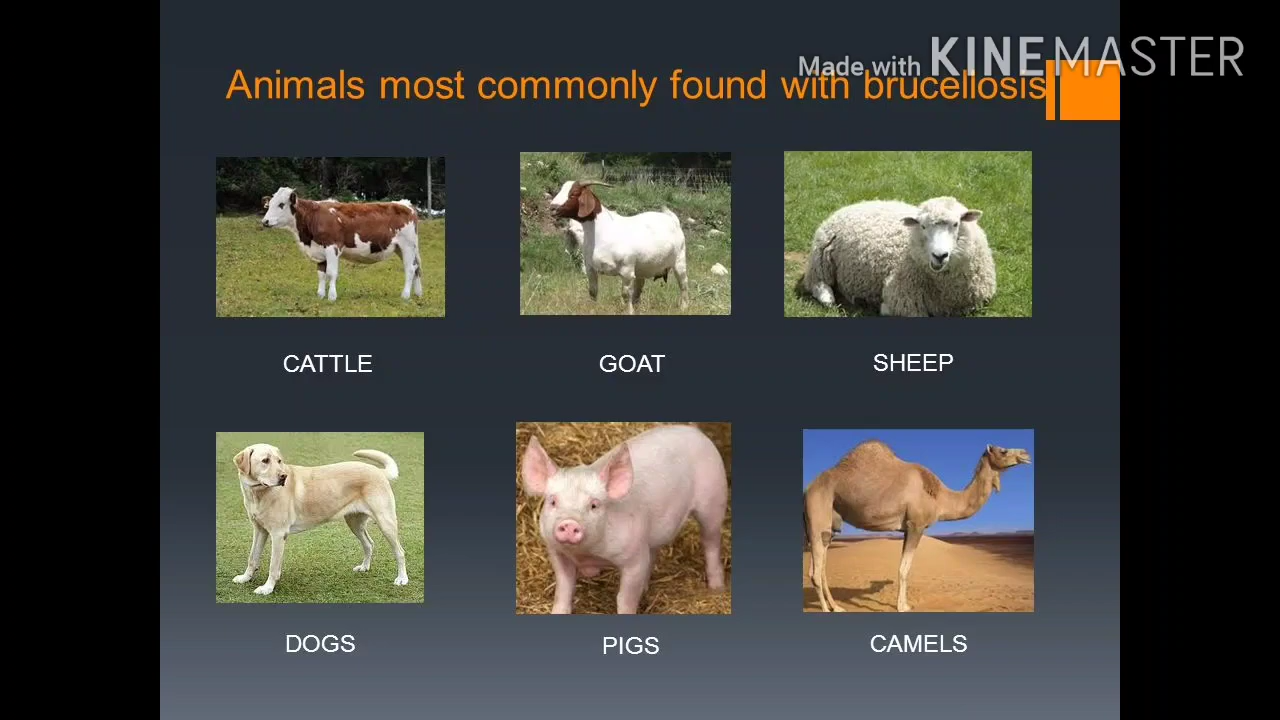 Made with KINEMASTER
Animals most commonly found with brucellosis
CATTLE
GOAT
SHEEP
DOGS
PIGS
CAMELS